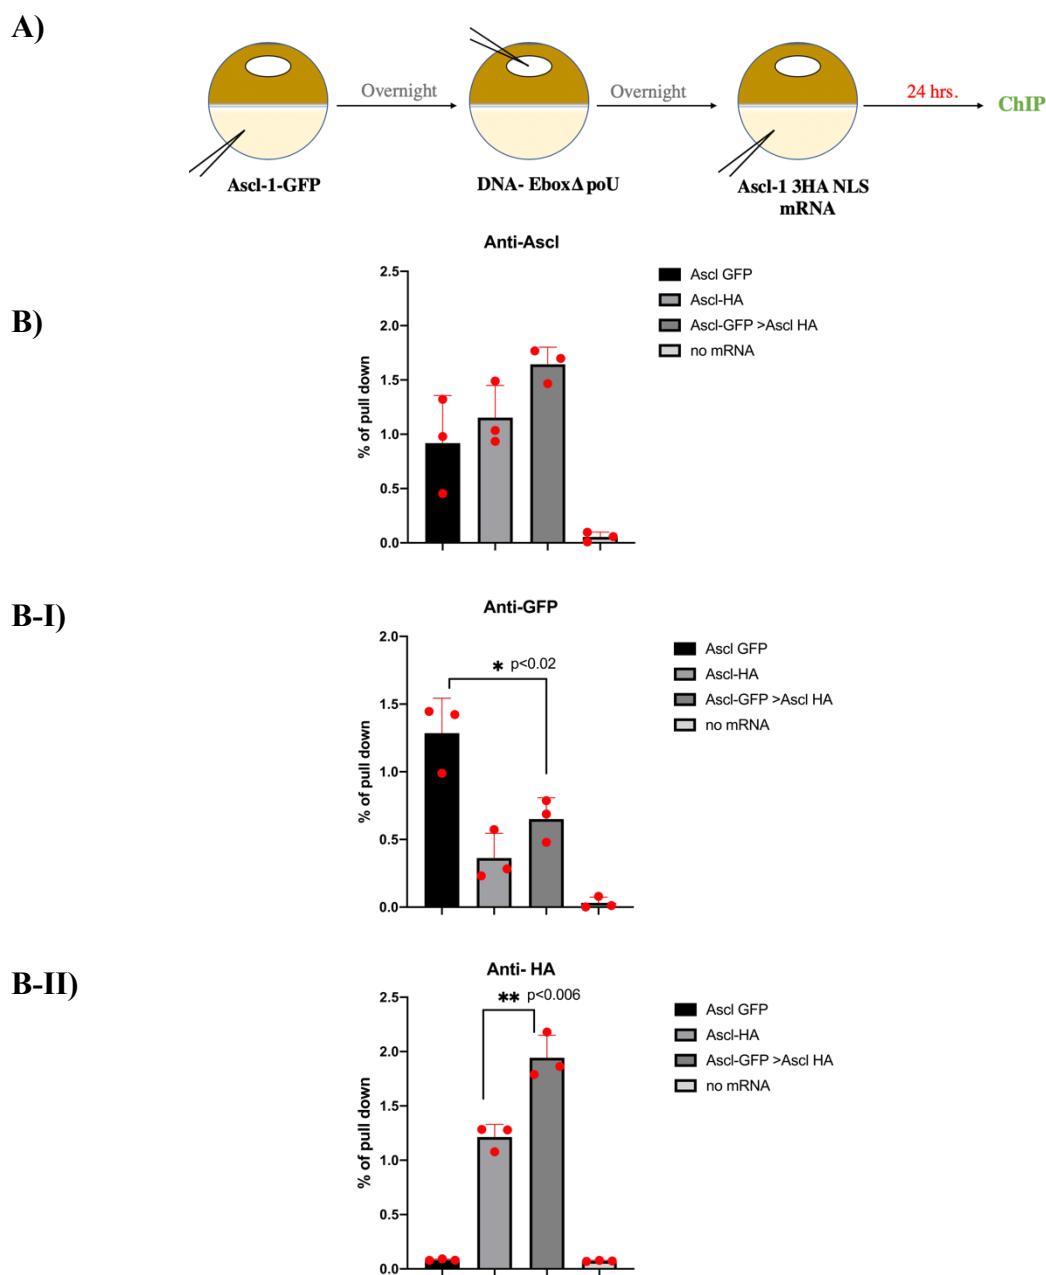 A)
Overnight
Overnight
24 hrs.
ChIP
Ascl-1-GFP
DNA- EboxΔpoU
Ascl-1 3HA NLS
mRNA
B)
Anti-Ascl
% of pull down
2.5
2.0
1.5
1.0
0.5
0.0
Ascl GFP
Ascl-HA
Ascl-GFP >Ascl HA
no mRNA
B-I)
Anti-GFP
% of pull down
2.0
1.5
1.0
0.5
0.0
* p<0.02
Ascl GFP
Ascl-HA
Ascl-GFP >Ascl HA
no mRNA
B-II)
Anti- HA
% of pull down
2.5
2.0
1.5
1.0
0.5
0.0
** p<0.006
Ascl GFP
Ascl-HA
Ascl-GFP >Ascl HA
no mRNA